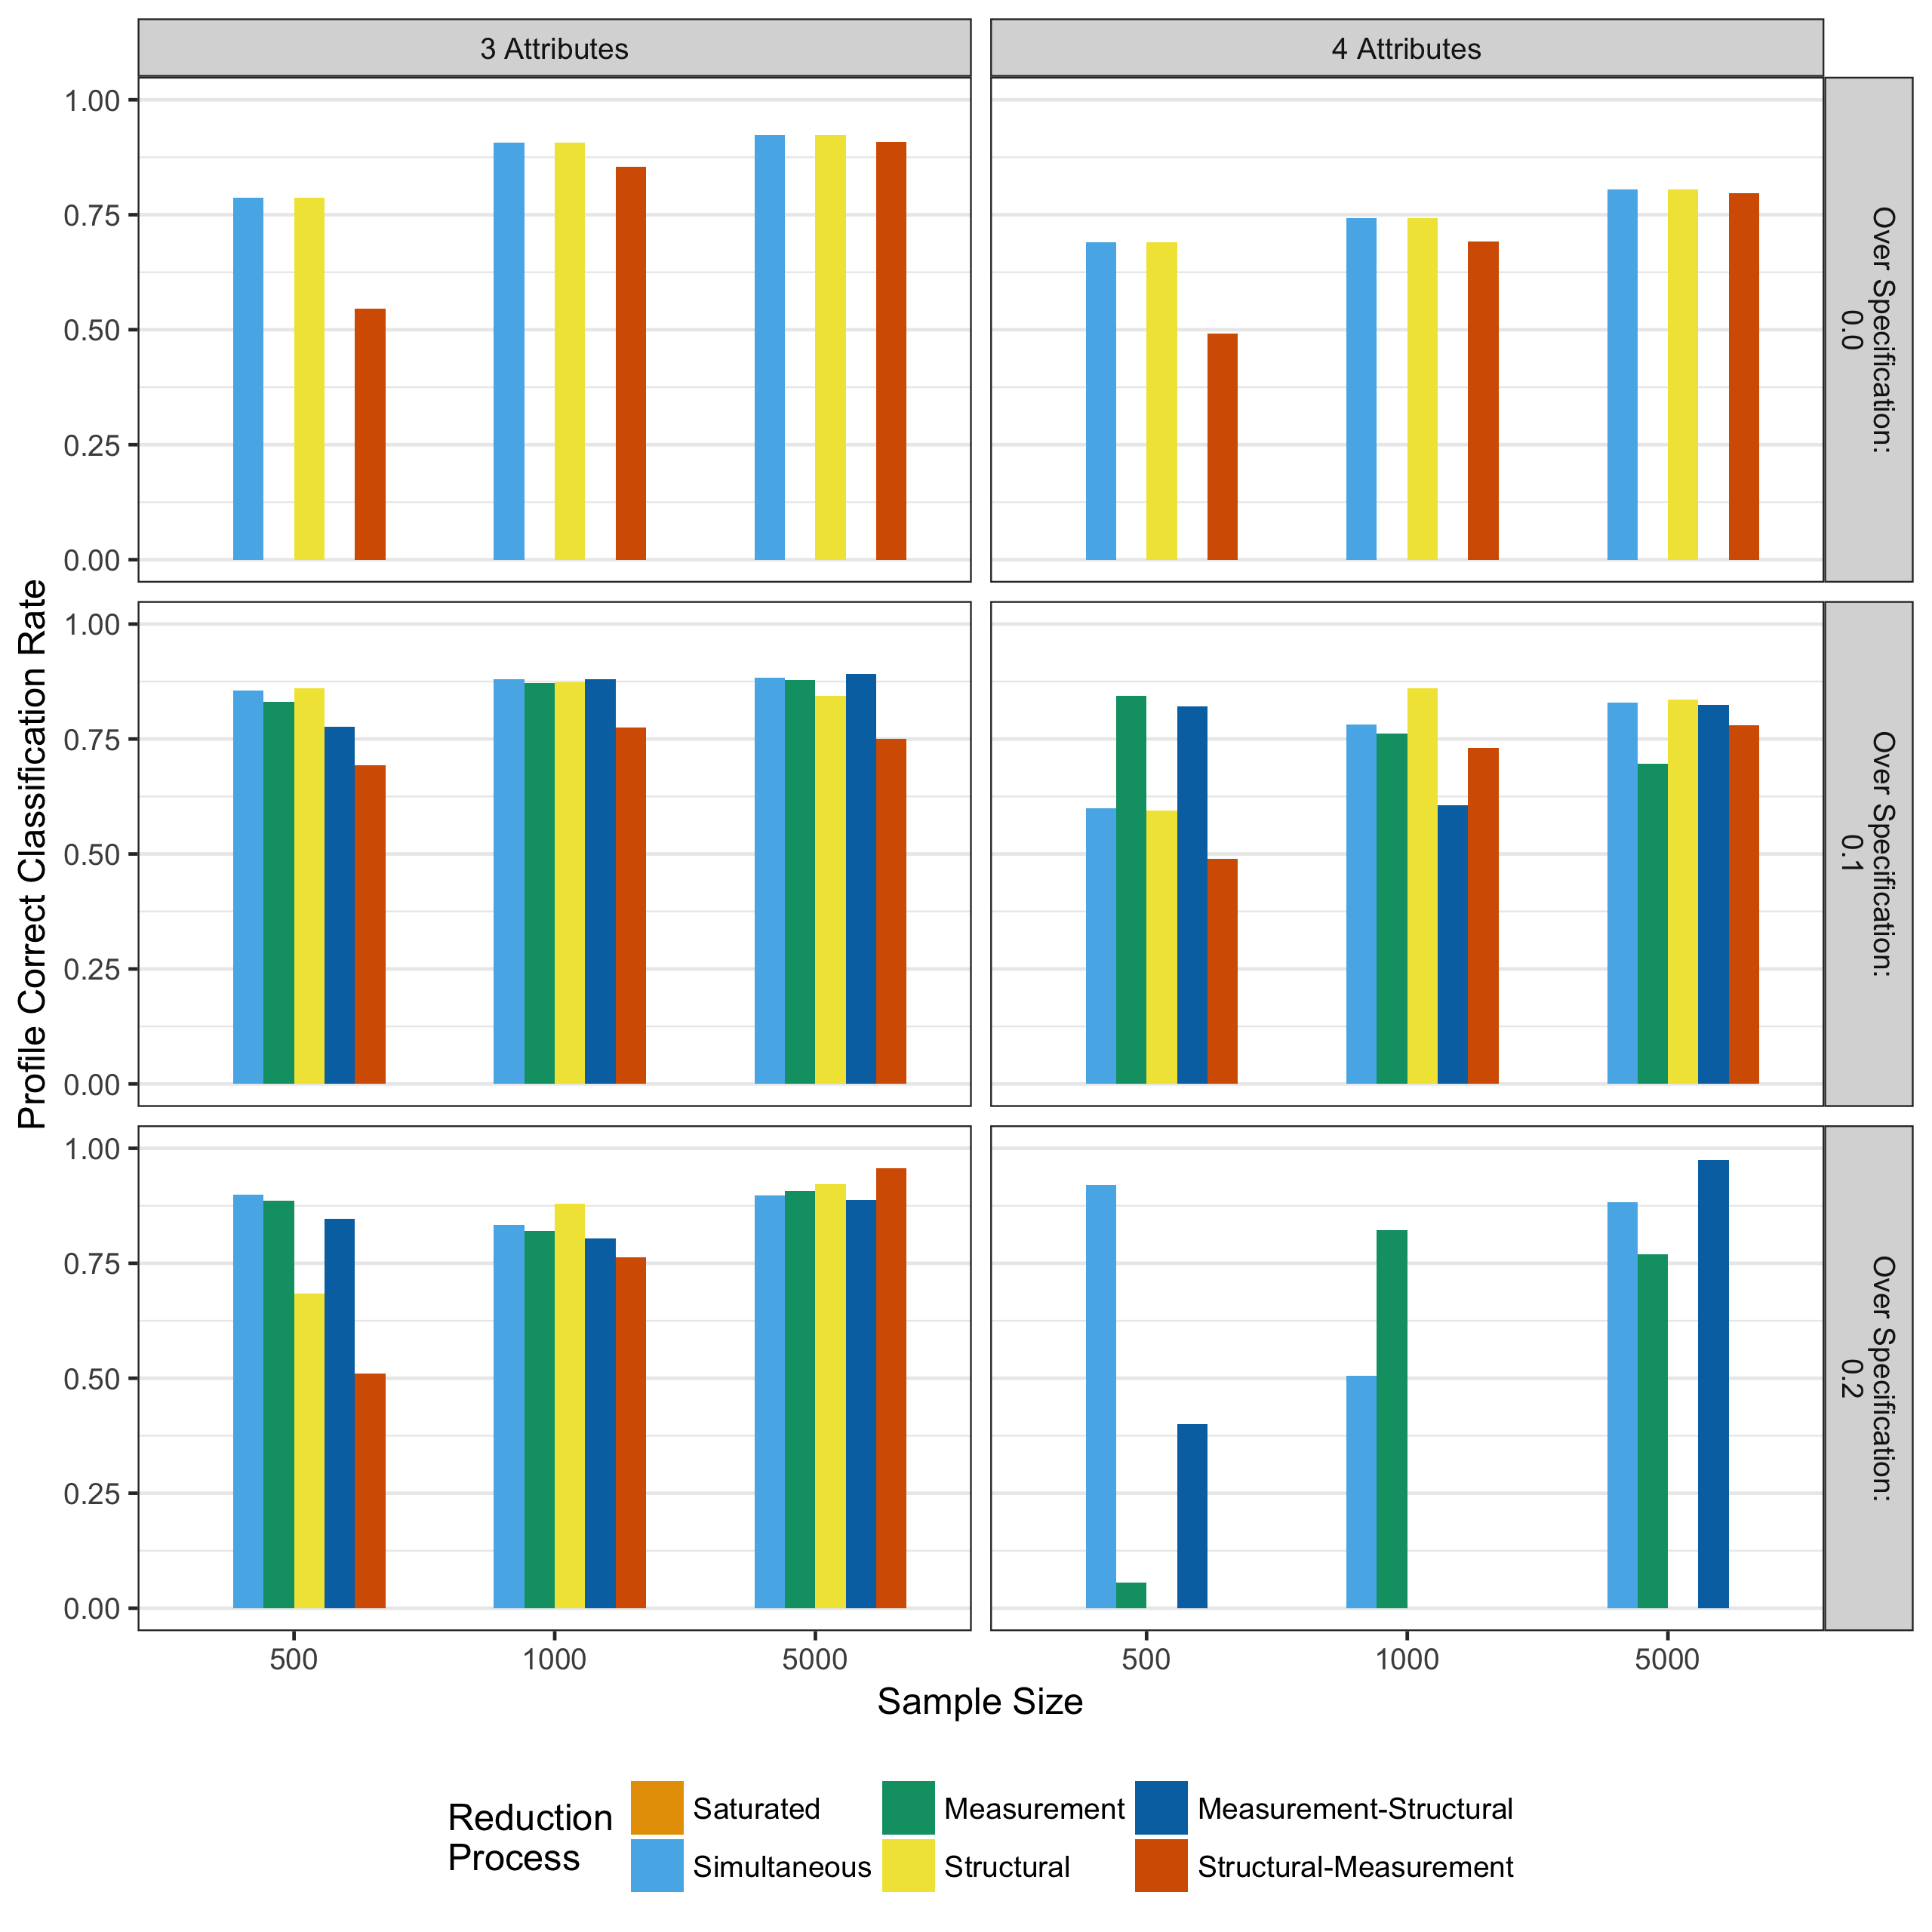 3 Attributes
4 Attributes
1.00
0.75
0.50
0.25
0.00
Over Specification:
0.0
1.00
0.75
0.50
0.25
0.00
Over Specification:
0.1
1.00
0.75
0.50
0.25
0.00
Over Specification:
0.2
Profile Correct Classification Rate
500
1000
5000
500
1000
5000
Sample Size
Reduction
Process
Saturated
Measurement
Measurement-Structural
Simultaneous
Structural
Structural-Measurement